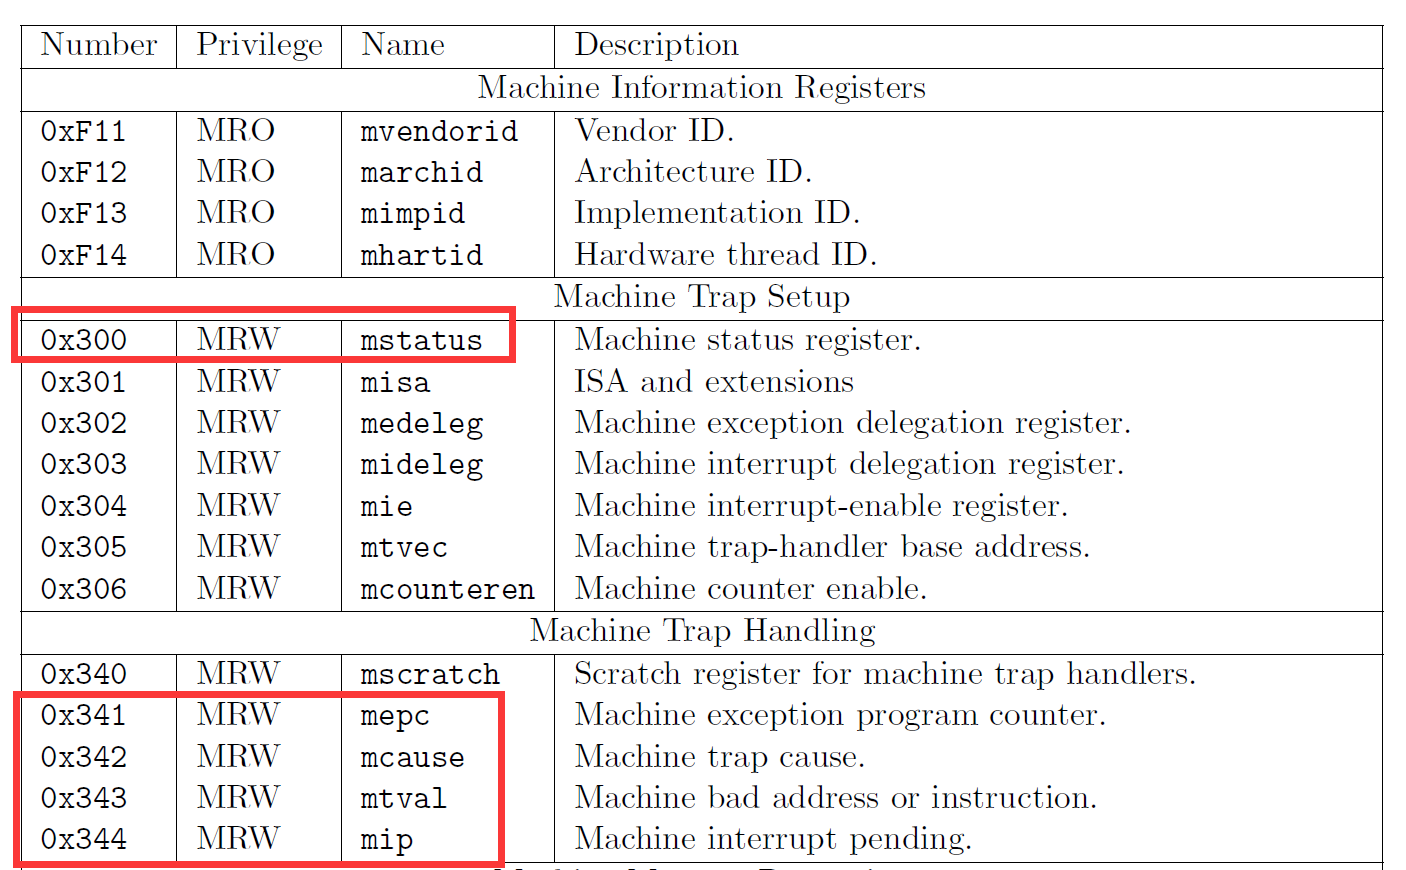 Number Privilege Name Description
Machine Information Registers
0xF11 MRO mvendorid Vendor ID.
0xF12 MRO marchid Architecture ID.
0xF13 MRO mimpid Implementation ID.
0xF14 MRO mhartid Hardware thread ID.
Machine Trap Setup
0x300 MRW mstatus Machine status register.
0x301 MRW misa ISA and extensions
0x302 MRW medeleg Machine exception delegation register.
0x303 MRW mideleg Machine interrupt delegation register.
0x304 MRW mie Machine interrupt-enable register.
0x305 MRW mtvec Machine trap-handler base address.
0x306 MRW mcounteren Machine counter enable.
Machine Trap Handling
0x340 MRW mscratch Scratch register for machine trap handlers.
0x341 MRW mepc Machine exception program counter.
0x342 MRW mcause Machine trap cause.
0x343 MRW mtval Machine bad address or instruction.
0x344 MRW mip Machine interrupt pending.